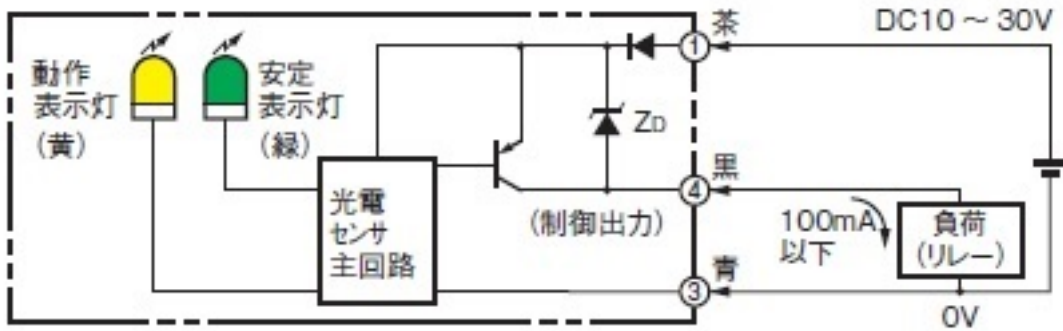 動作
表示灯
(黄)
安定
表示灯
(緑)
光電
センサ
主回路
ZD
(制御出力)
① 茶
④ 黒
③ 青
DC10 ～ 30V
100mA
以下
負荷
(リレー)
0V